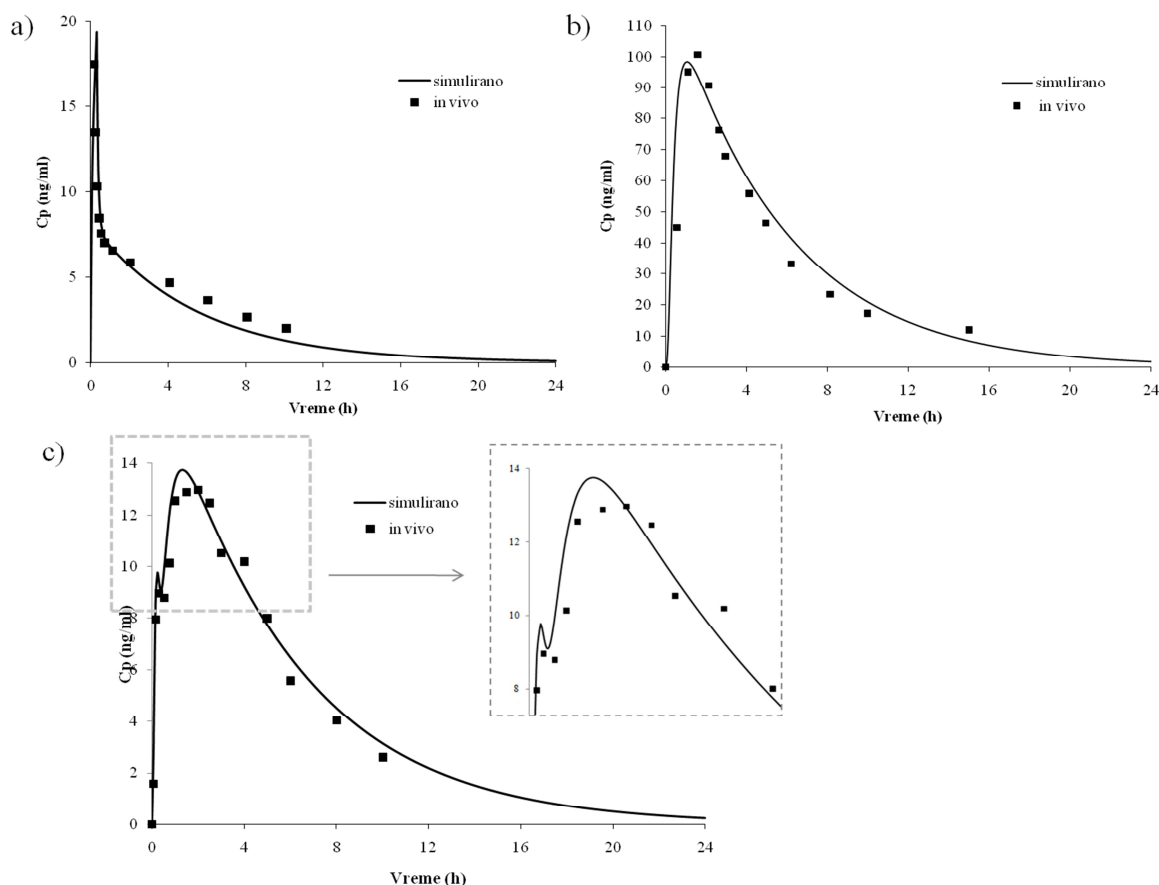 a)
20
15
10
5
0
Cp (ng/ml)
0 4 8 12 16 20 24
Vreme (h)
simulirano
in vivo
b)
110
100
90
80
70
60
50
40
30
20
10
0
Cp (ng/ml)
0 4 8 12 16 20 24
Vreme (h)
simulirano
in vivo
c)
14
12
10
8
6
4
2
0
Cp (ng/ml)
0 4 8 12 16 20 24
Vreme (h)
simulirano
in vivo
14
12
10
8